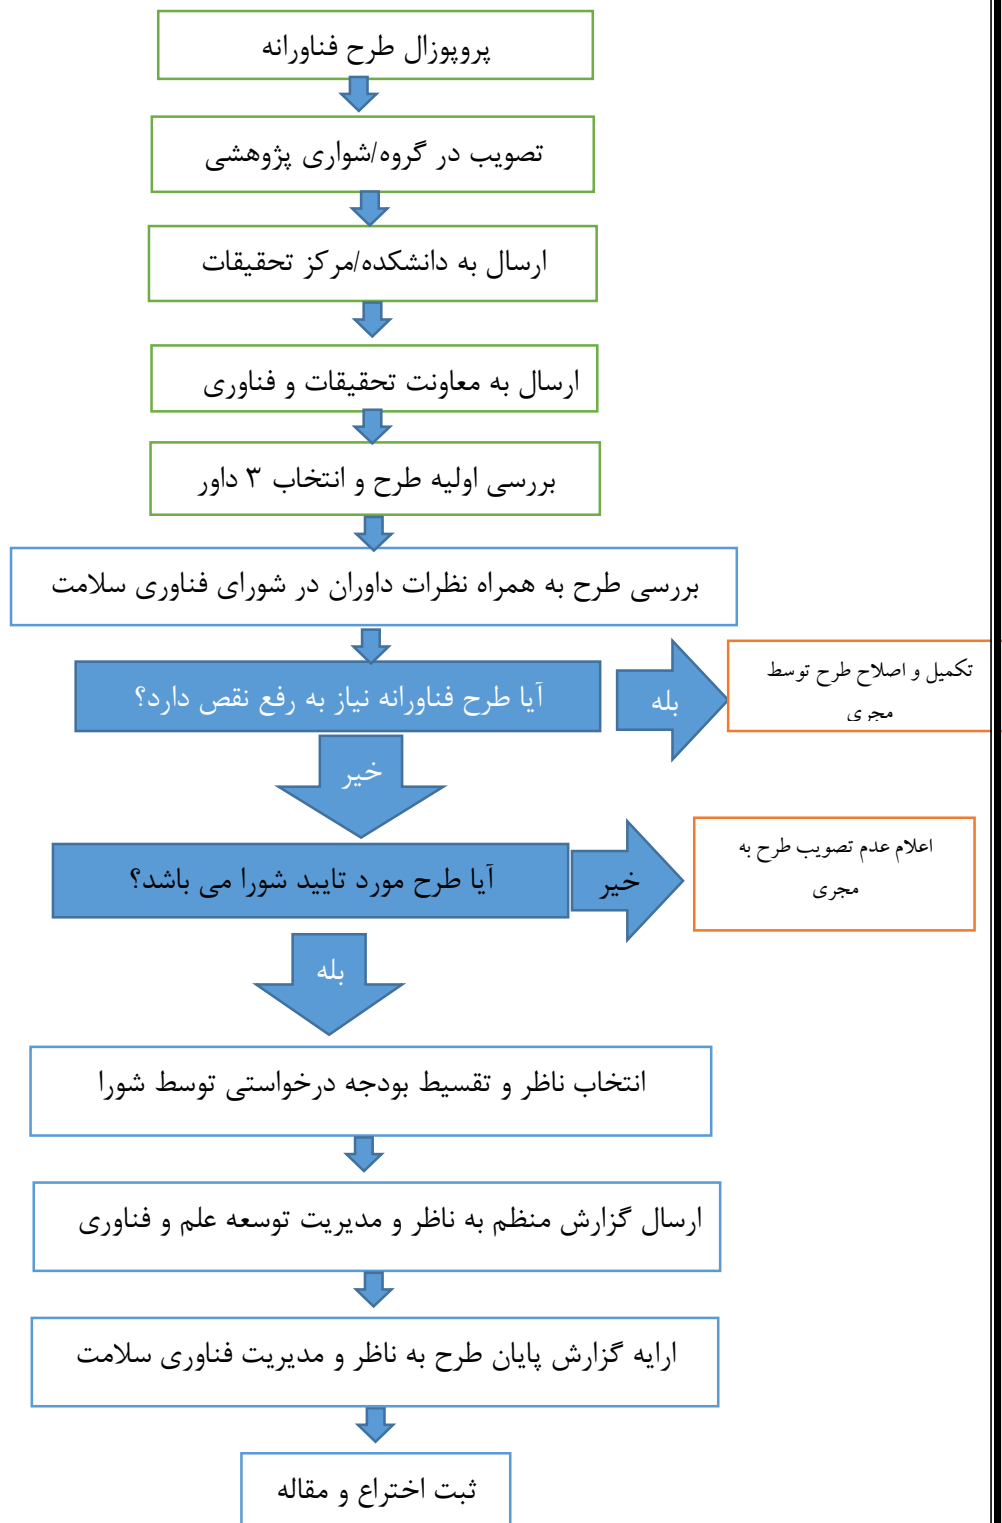 پروپوزال طرح فناورانه
تصویب در گروه/شواری پژوهشی
ارسال به دانشکده/مرکز تحقیقات
ارسال به معاونت تحقیقات و فناوری
بررسی اولیه طرح و انتخاب ۳ داور
بررسی طرح به همراه نظرات داوران در شورای فناوری سلامت
آیا طرح فناورانه نیاز به رفع نقص دارد؟
بله
تکمیل و اصلاح طرح توسط
مجری
خیر
آیا طرح مورد تایید شورا می باشد؟
خیر
اعلام عدم تصویب طرح به
مجری
بله
انتخاب ناظر و تقسیط بودجه درخواستی توسط شورا
ارسال گزارش منظم به ناظر و مدیریت توسعه علم و فناوری
ارایه گزارش پایان طرح به ناظر و مدیریت فناوری سلامت
ثبت اختراع و مقاله